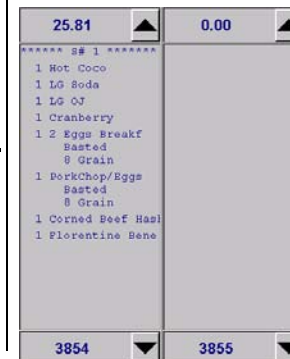 25.81
0.00
****** S# 1 *******
1 Hot Coco
1 LG Soda
1 LG OJ
1 Cranberry
1 2 Eggs Breakf
Basted
8 Grain
1 PorkChop/Eggs
Basted
8 Grain
1 Corned Beef Hash
1 Florentine Bene
3854
3855